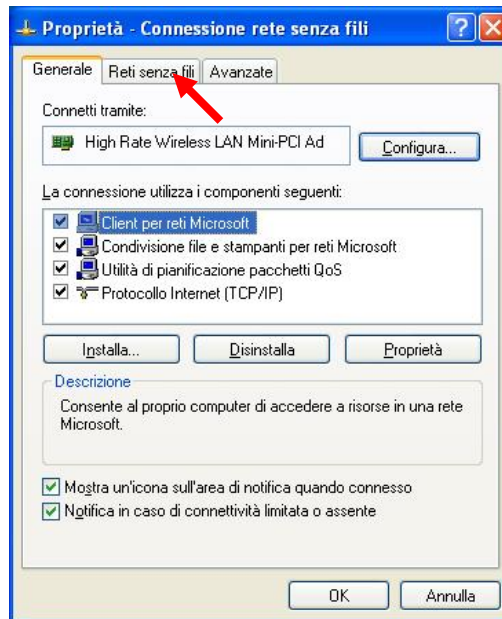 Proprietà - Connessione rete senza fili
Generale Reti senza fili Avanzate
Connetti tramite:
High Rate Wireless LAN Mini-PCI Ad Configura...
La connessione utilizza i componenti seguenti:
Client per reti Microsoft
Condivisione file e stampanti per reti Microsoft
Utilità di pianificazione pacchetti QoS
Protocollo Internet (TCP/IP)
Installa... Disinstalla Proprietà
Descrizione
Consente al proprio computer di accedere a risorse in una rete
Microsoft.
Mostra un'icona sull'area di notifica quando connesso
Notifica in caso di connettività limitata o assente
OK Annulla